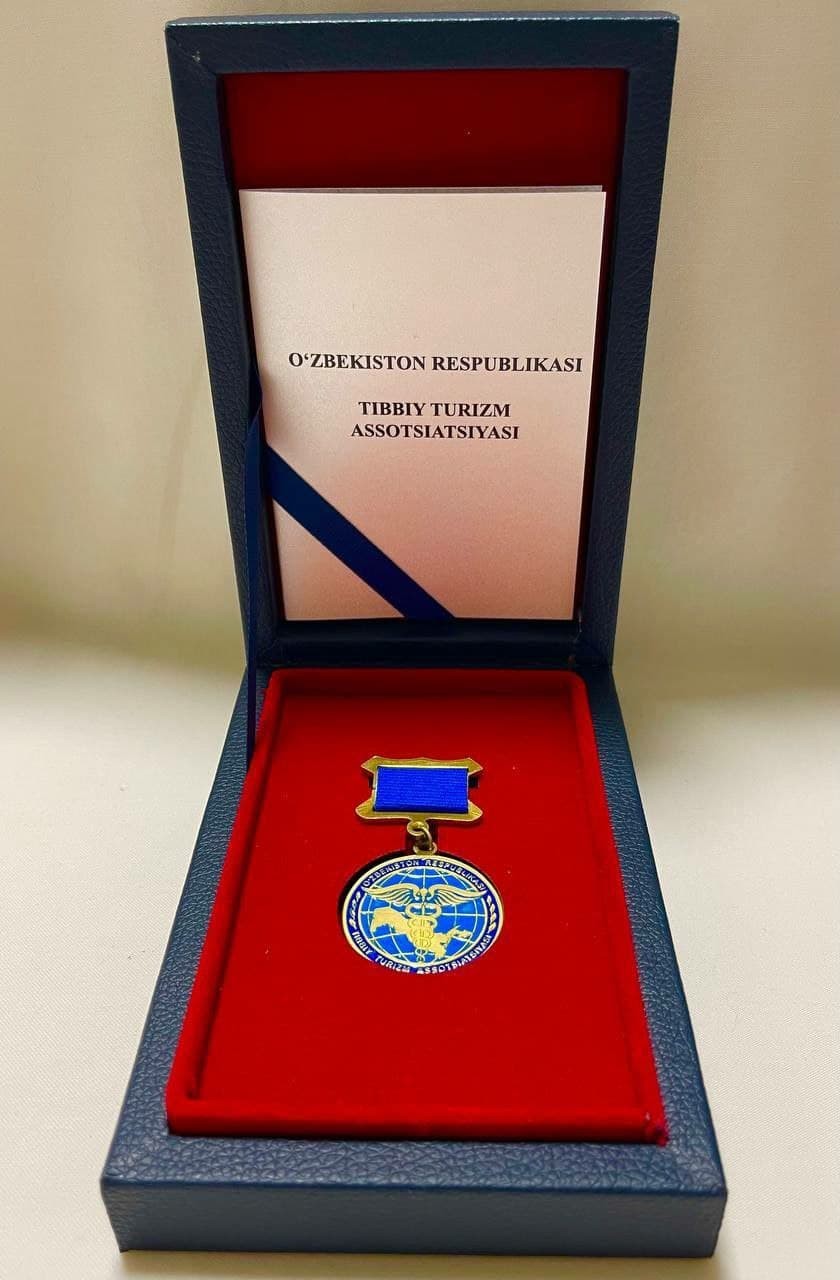 O‘ZBEKISTON RESPUBLIKASI
TIBBIY TURIZM
ASSOTSIATSIYASI
O‘ZBEKISTON RESPUBLIKASI
TIBBIY TURIZM ASSOTSIATSIYASI